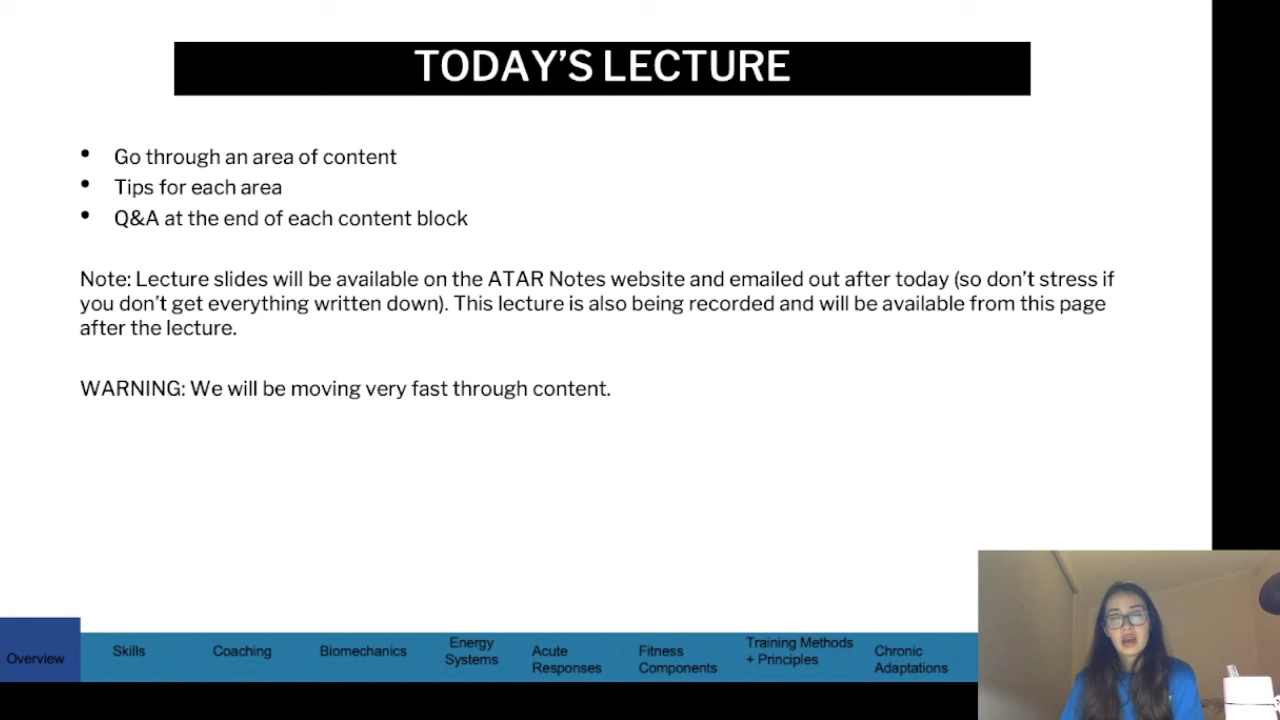 TODAY’S LECTURE
• Go through an area of content
• Tips for each area
• Q&A at the end of each content block
Note: Lecture slides will be available on the ATAR Notes website and emailed out after today (so don’t stress if
you don’t get everything written down). This lecture is also being recorded and will be available from this page
after the lecture.
WARNING: We will be moving very fast through content.
Overview
Skills
Coaching
Biomechanics
Energy
Systems
Acute
Responses
Fitness
Components
Training Methods
+ Principles
Chronic
Adaptations